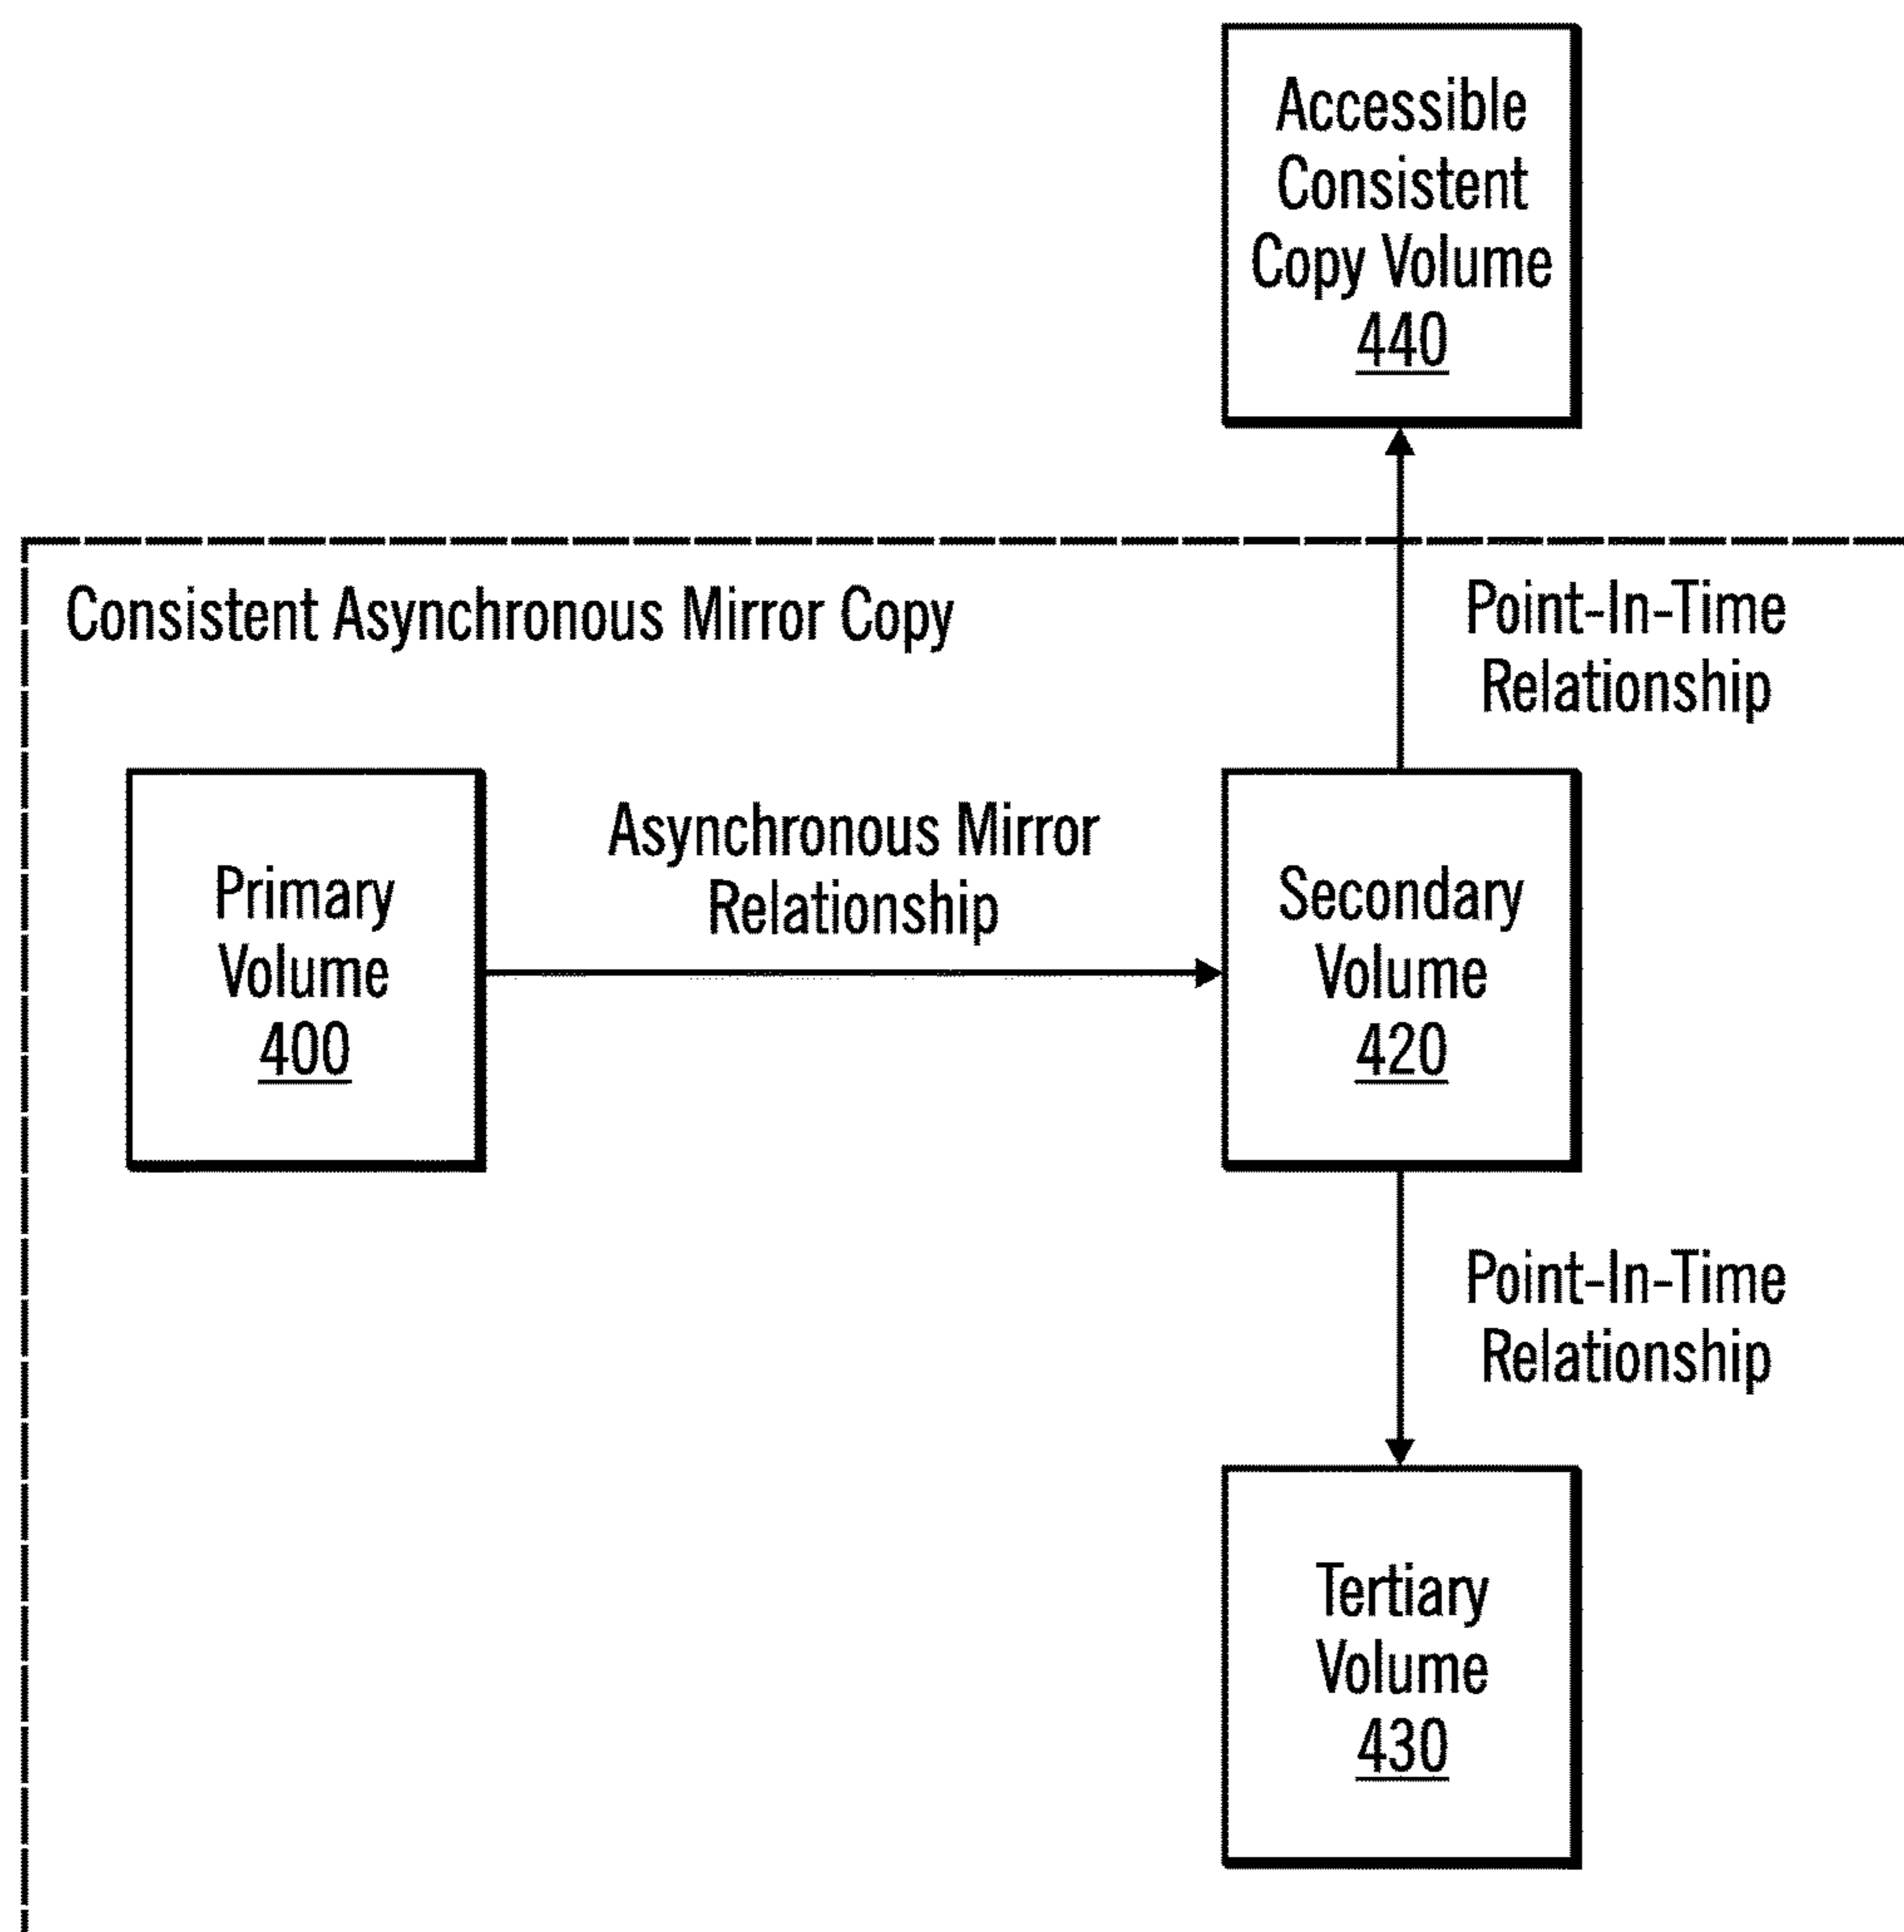 Accessible
Consistent
Copy Volume
440
Consistent Asynchronous Mirror Copy
Point-In-Time
Relationship
Primary
Volume
400
Asynchronous Mirror
Relationship
Secondary
Volume
420
Point-In-Time
Relationship
Tertiary
Volume
430